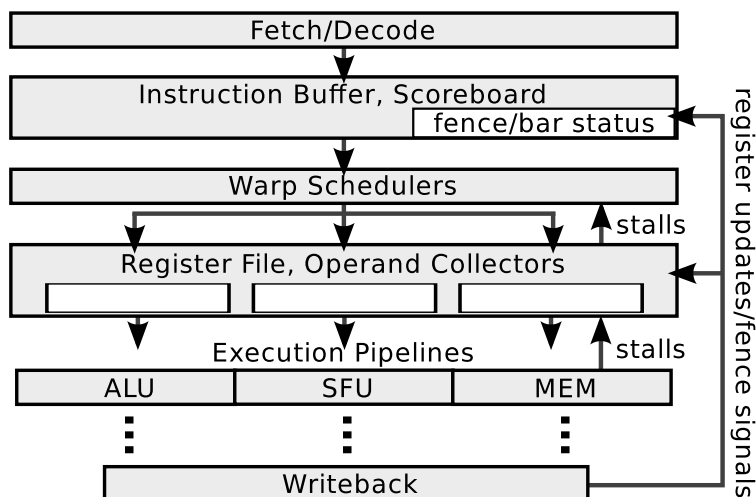 Fetch/Decode
Instruction Buffer, Scoreboard
fence/bar status
Warp Schedulers
stalls
Register File, Operand Collectors
Execution Pipelines
stalls
ALU
SFU
MEM
Writeback
register updates/fence signals